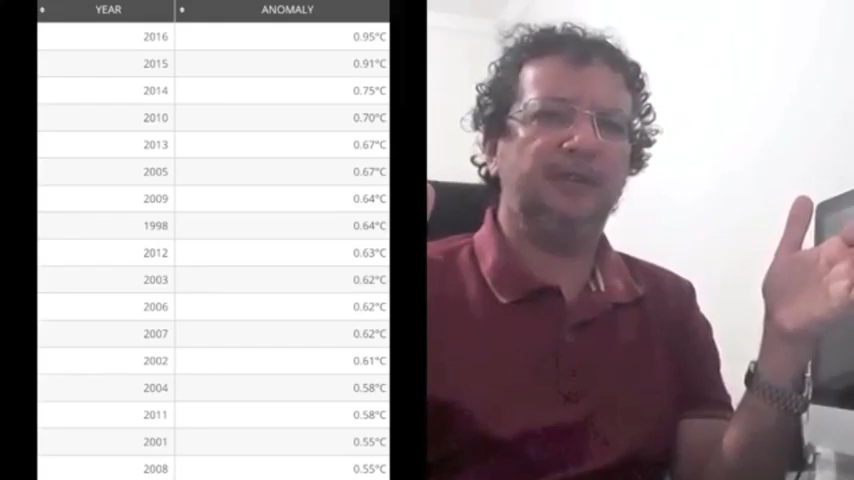 YEAR ANOMALY
2016 0.95°C
2015 0.91°C
2014 0.75°C
2010 0.70°C
2013 0.67°C
2005 0.67°C
2009 0.64°C
1998 0.64°C
2012 0.63°C
2003 0.62°C
2006 0.62°C
2007 0.62°C
2002 0.61°C
2004 0.58°C
2011 0.58°C
2001 0.55°C
2008 0.55°C